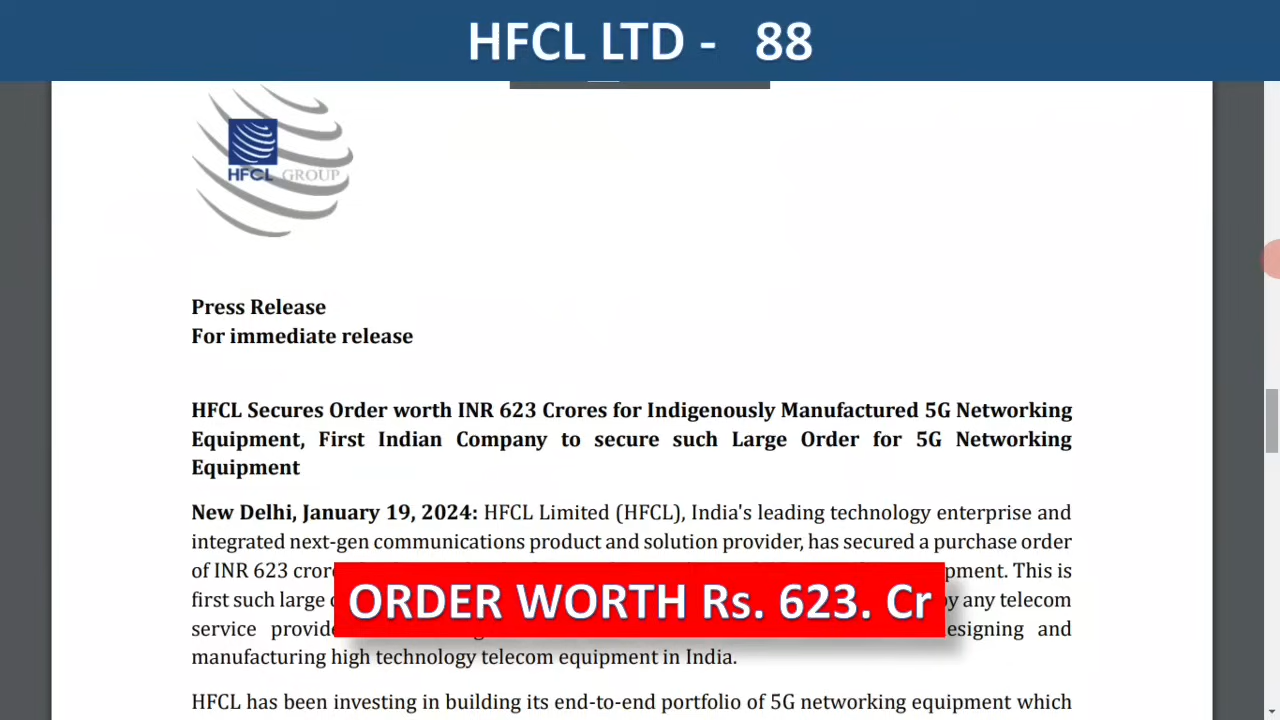 HFCL LTD -   88
HFCL GROUP
Press Release
For immediate release
HFCL Secures Order worth INR 623 Crores for Indigenously Manufactured 5G Networking
Equipment, First Indian Company to secure such Large Order for 5G Networking
Equipment
New Delhi, January 19, 2024: HFCL Limited (HFCL), India's leading technology enterprise and
integrated next-gen communications product and solution provider, has secured a purchase order
of INR 623 pment. This is
first such large by any telecom
ORDER WORTH Rs. 623. Cr
service esigning and
manufacturing high technology telecom equipment in India.
HFCL has been investing in building its end-to-end portfolio of 5G networking equipment which